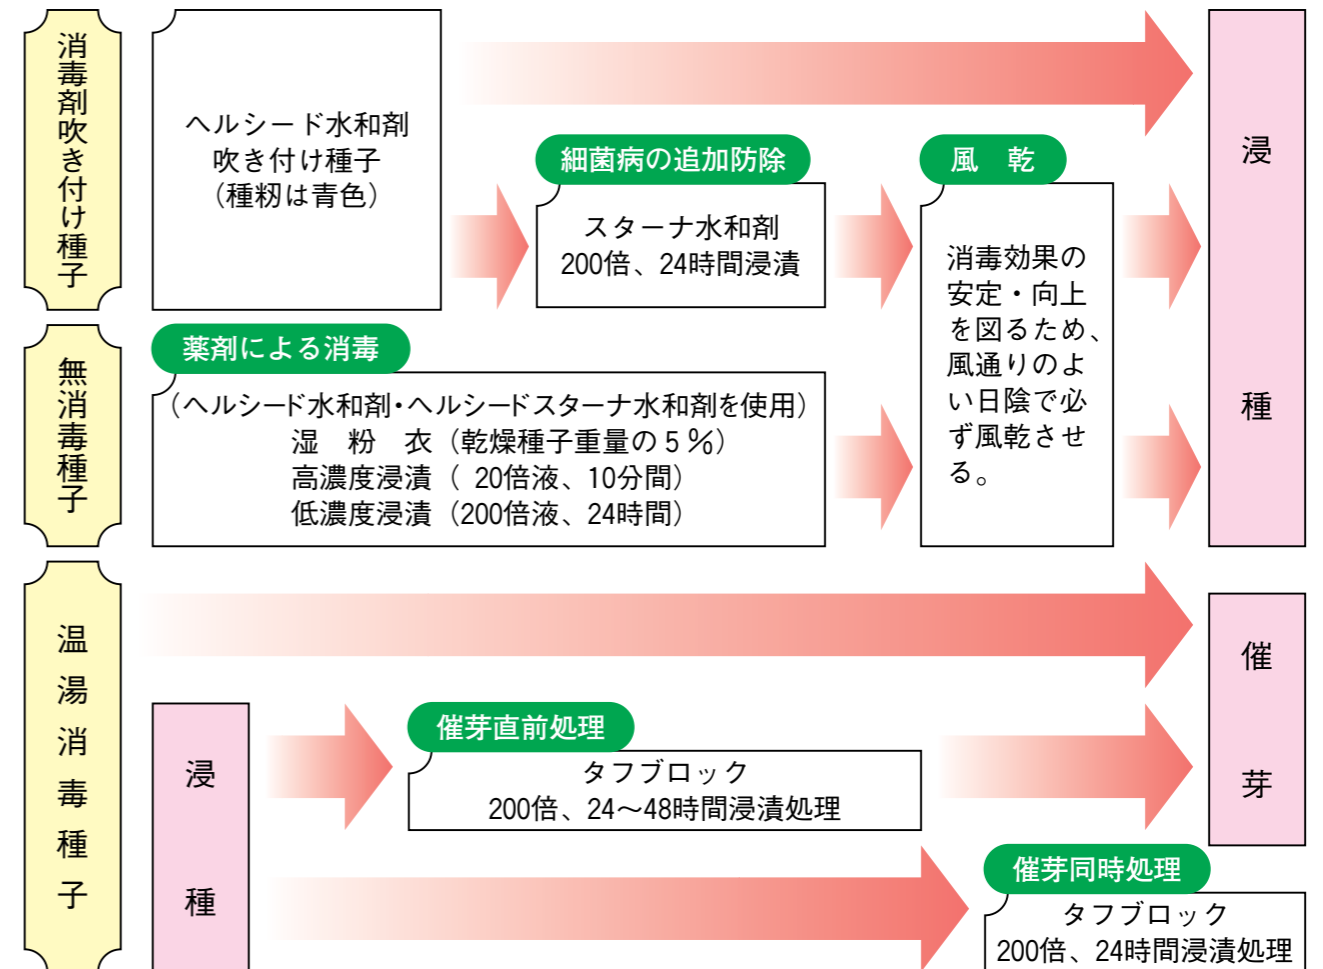 消毒剤吹き付け種子
ヘルシード水和剤
吹き付け種子
（種籾は青色）
細菌病の追加防除
スターナ水和剤
200倍、24時間浸漬
風　乾
消毒効果の
安定・向上
を図るため、
風通りのよ
い日陰で必
ず風乾させ
る。
浸種
無消毒種子
薬剤による消毒
（ヘルシード水和剤・ヘルシードスターナ水和剤を使用）
湿　粉　衣（乾燥種子重量の５％）
高濃度浸漬（ 20倍液、10分間）
低濃度浸漬（200倍液、24時間）
温湯消毒種子
浸種
催芽直前処理
タフブロック
200倍、24～48時間浸漬処理
催芽
催芽同時処理
タフブロック
200倍、24時間浸漬処理